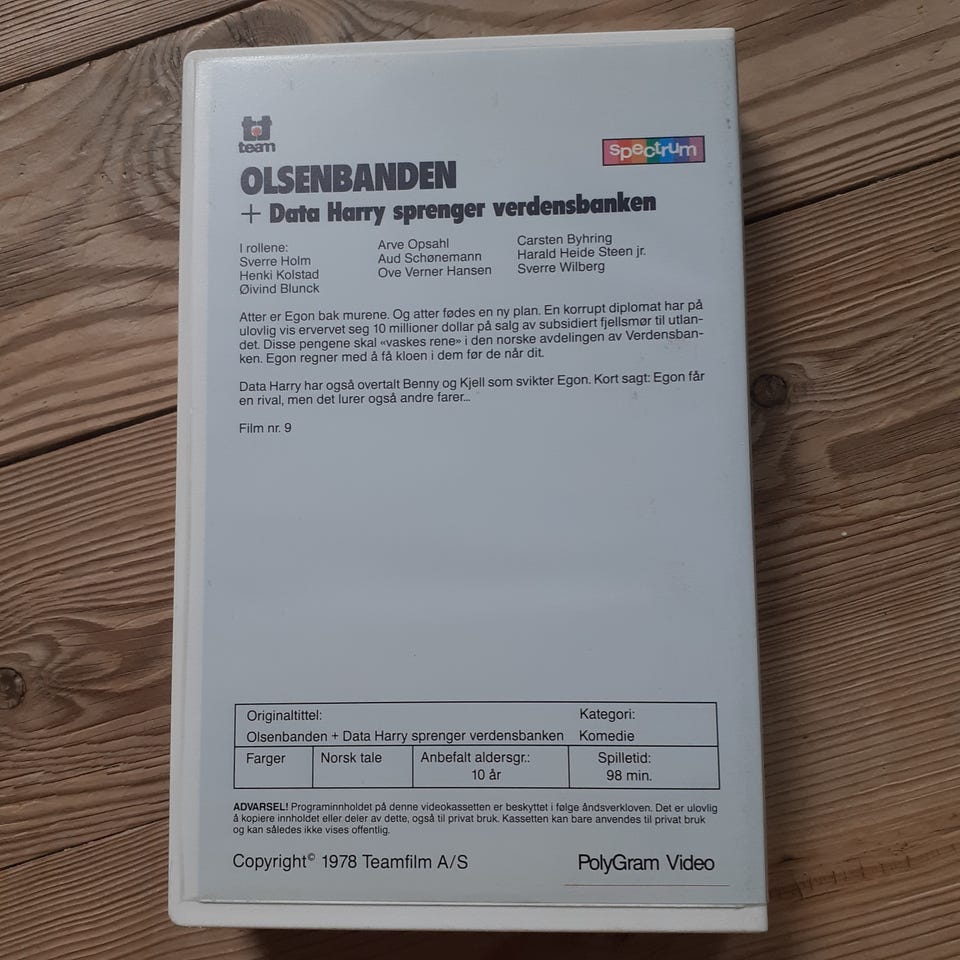 team
spectrum
OLSENBANDEN
+ Data Harry sprenger verdensbanken
I rollene:
Sverre Holm
Henki Kolstad
Øivind Blunck
Arve Opsahl
Aud Schønemann
Ove Verner Hansen
Carsten Byhring
Harald Heide Steen jr.
Sverre Wilberg
Atter er Egon bak murene. Og atter fødes en ny plan. En korrupt diplomat har på
ulovlig vis ervervet seg 10 millioner dollar på salg av subsidiert fjellsmør til utlan-
det. Disse pengene skal «vaskes rene» i den norske avdelingen av Verdensban-
ken. Egon regner med å få kloen i dem før de når dit.
Data Harry har også overtalt Benny og Kjell som svikter Egon. Kort sagt: Egon får
en rival, men det lurer også andre farer...
Film nr. 9
Originaltittel: Kategori:
Olsenbanden + Data Harry sprenger verdensbanken Komedie
Farger Norsk tale Anbefalt aldersgr.: Spilletid:
10 år 98 min.
ADVARSEL! Programinnholdet på denne videokassetten er beskyttet i følge åndsverkloven. Det er ulovlig
å kopiere innholdet eller deler av dette, også til privat bruk. Kassetten kan bare anvendes til privat bruk
og kan således ikke vises offentlig.
Copyright© 1978 Teamfilm A/S PolyGram Video